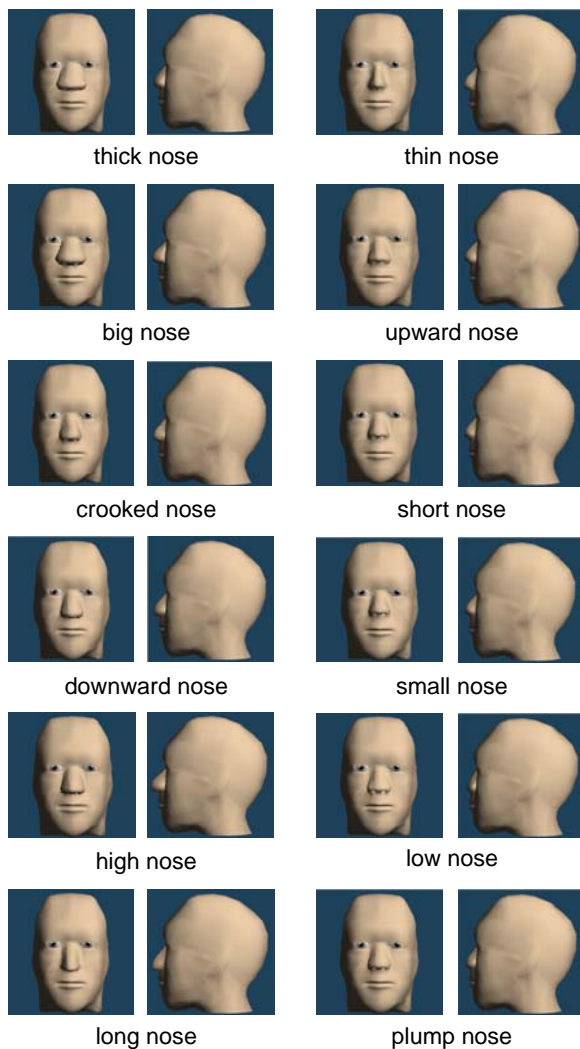 thick nose
thin nose
big nose
upward nose
crooked nose
short nose
downward nose
small nose
high nose
low nose
long nose
plump nose